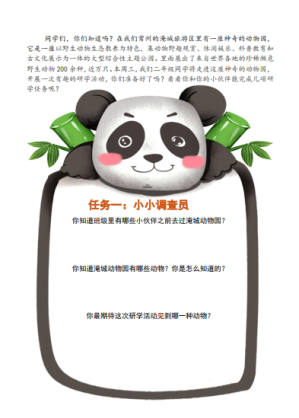 同学们，你们知道吗？在我们常州的淹城旅游区里有一座神奇的动物园，
它是一座以野生动物生态教养为特色，集动物野趣观赏、休闲娱乐、科普教育和
古文化展示为一体的大型综合性主题公园。里面展出了来自世界各地的珍稀濒危
野生动物 200 余种，近万只。本周三，我们二年级同学将走进这座神奇的动物园，
开展一次有趣的研学活动，你们准备好了吗？看看你和你的小伙伴能完成几项研
学任务呢？
任务一：小小调查员
你知道班级里有哪些小伙伴之前去过淹城动物园？
你知道淹城动物园有哪些动物？你是怎么知道的？
你最期待这次研学活动见到哪一种动物？